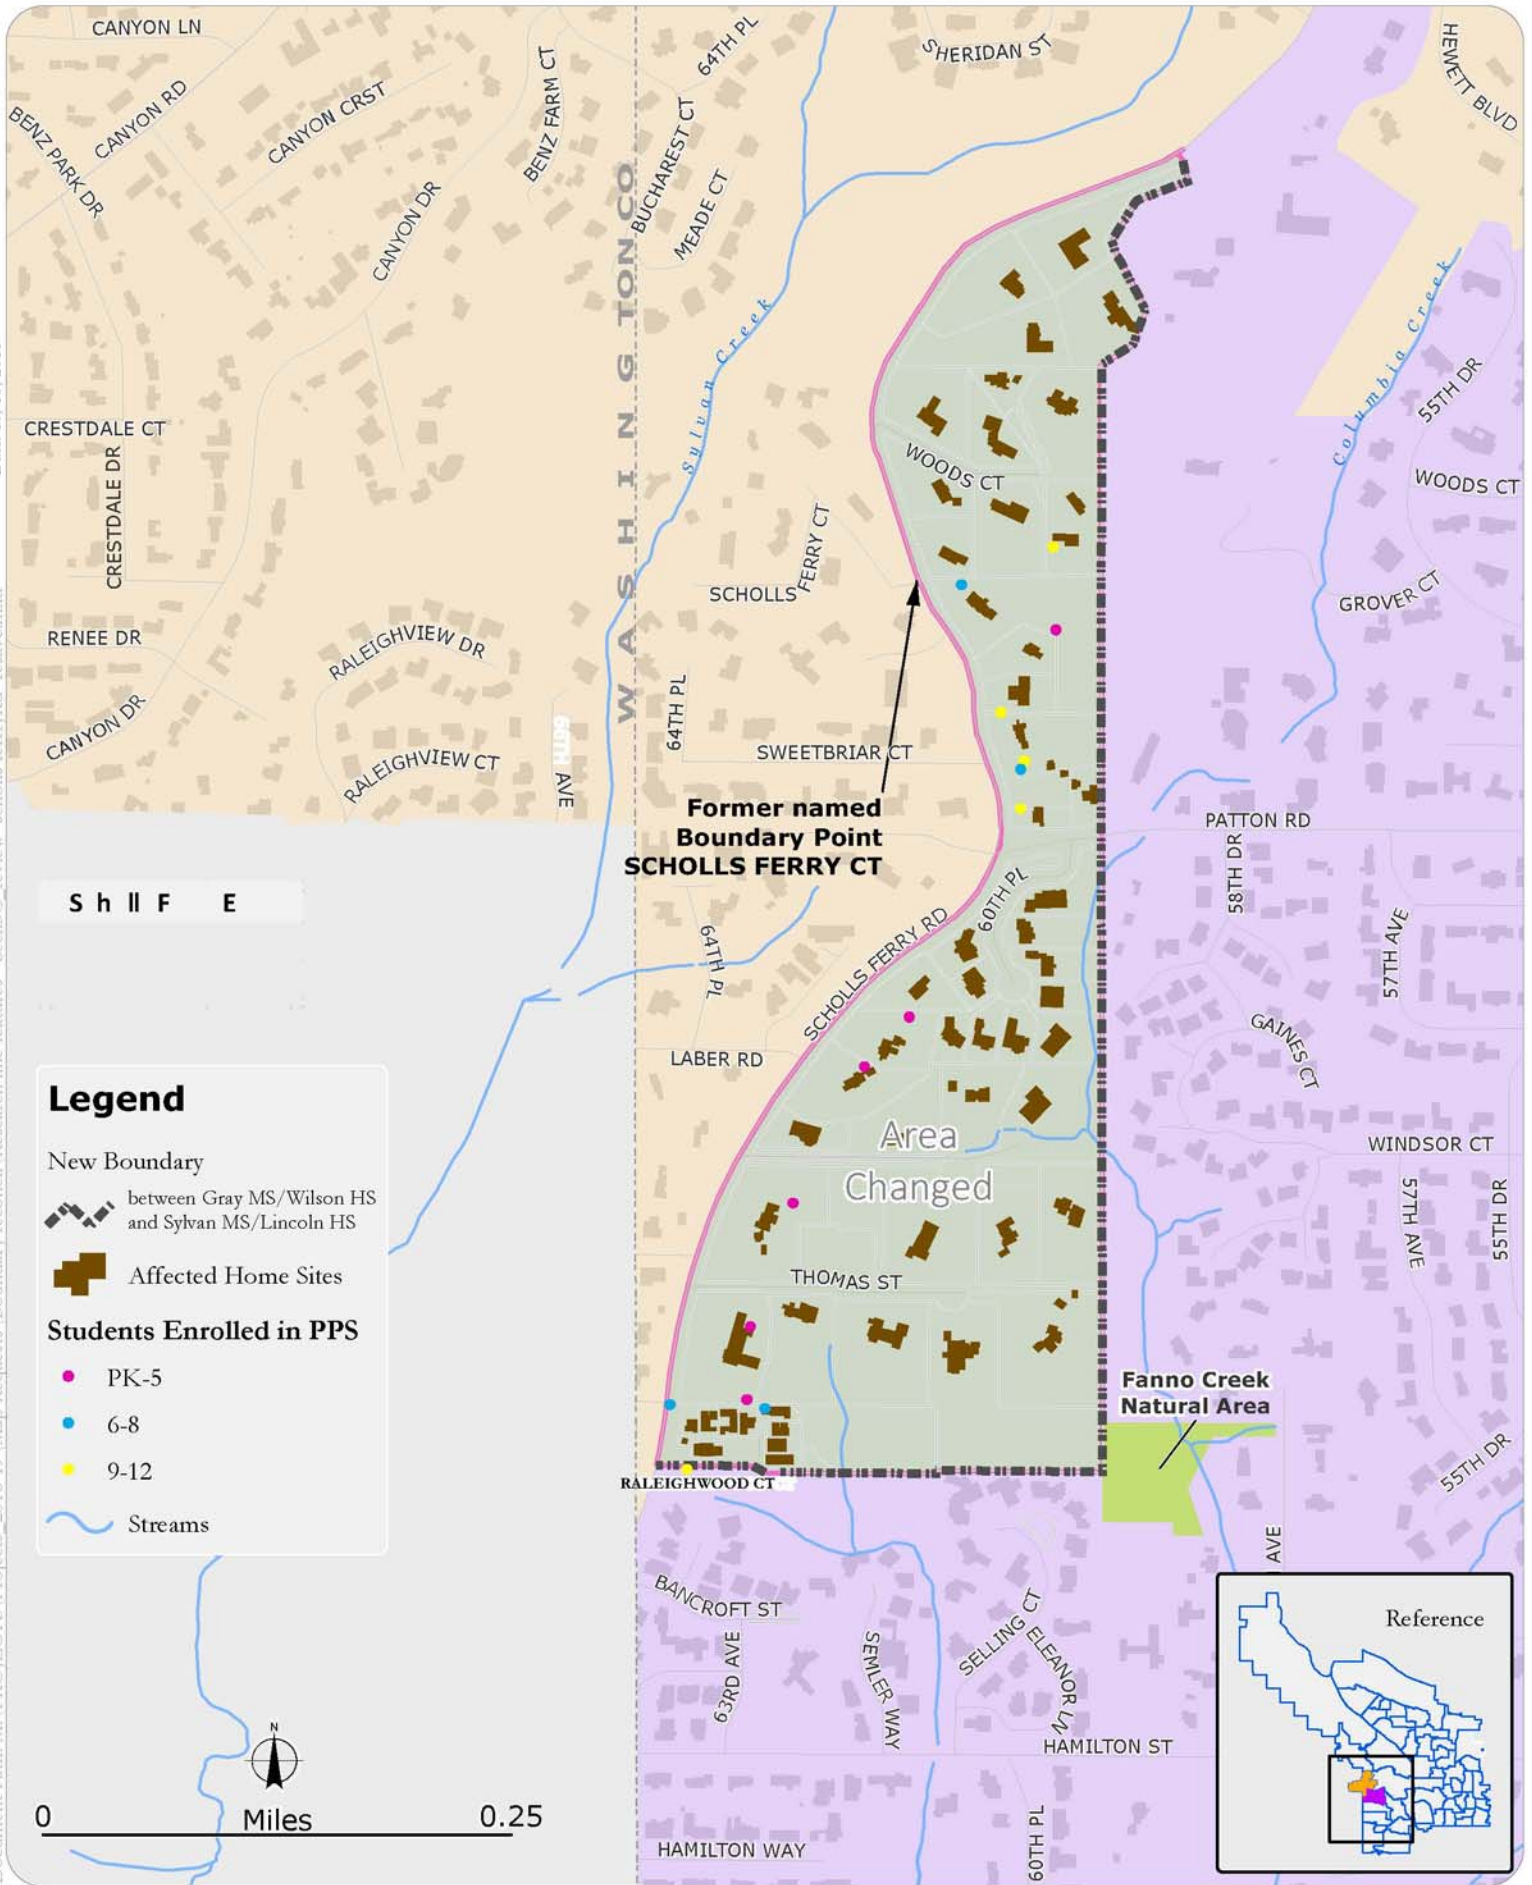 CANYON LN
64TH PL
SHERIDAN ST
HEWETT BLVD
BENZ PARK DR
CANYON RD
CANYON CRST
BENZ FARM CT
BUCHAREST CT
MEADE CT
CANYON DR
WASHINGTON CO
Sylvan Creek
Columbia Creek
CRESTDALE CT
CRESTDALE DR
WOODS CT
55TH DR
WOODS CT
SCHOLLS FERRY CT
GROVER CT
RENEE DR
RALEIGHVIEW DR
CANYON DR
RALEIGHVIEW CT
66TH AVE
64TH PL
SWEETBRIAR CT
Former named
Boundary Point
SCHOLLS FERRY CT
PATTON RD
58TH DR
S h ll F E
60TH PL
SCHOLLS FERRY RD
64TH PL
57TH AVE
GAINES CT
LABER RD
Area
Changed
WINDSOR CT
57TH AVE
55TH DR
THOMAS ST
Legend
New Boundary
between Gray MS/Wilson HS
and Sylvan MS/Lincoln HS
Affected Home Sites
Students Enrolled in PPS
PK-5
6-8
9-12
Streams
Fanno Creek
Natural Area
55TH DR
RALEIGHWOOD CT
AVE
BANCROFT ST
63RD AVE
SEMLER WAY
SELLING CT
ELEANOR LN
HAMILTON ST
HAMILTON WAY
60TH PL
N
0 Miles 0.25
Reference